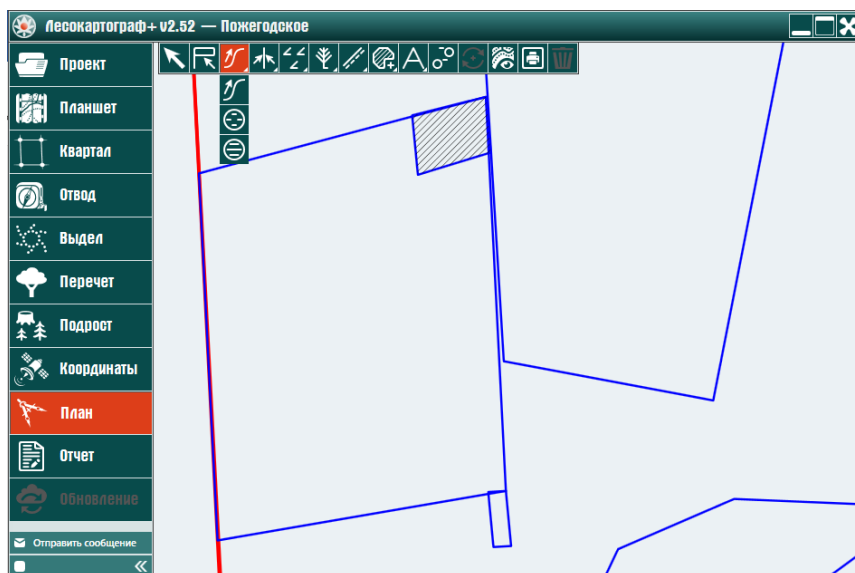 Лесокартограф+ v2.52 — Пожегодское
Проект
Планшет
Квартал
Отвод
Выдел
Перечет
Подрост
Координаты
План
Отчет
Обновление
Отправить сообщение